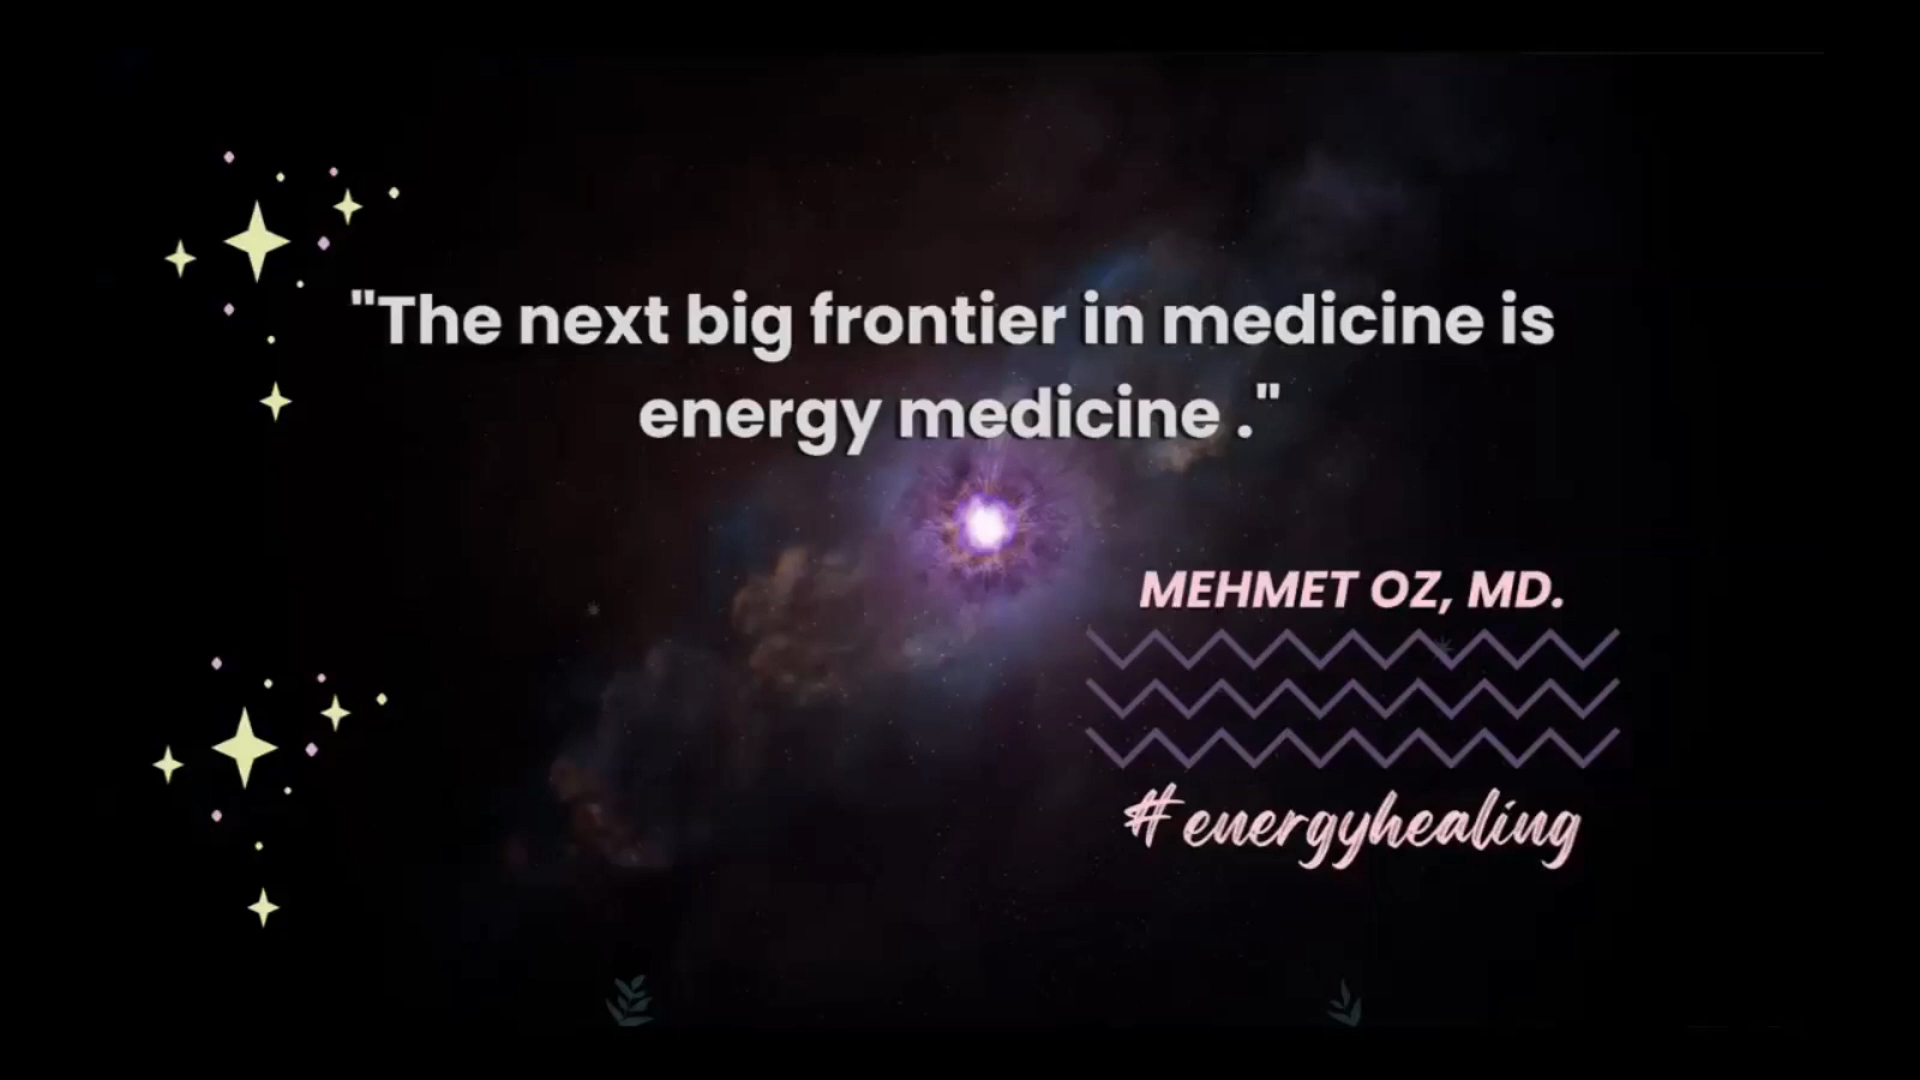 "The next big frontier in medicine is
energy medicine ."
MEHMET OZ, MD.
#energyhealing